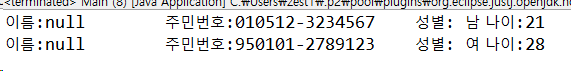 <terminated> Main (8) [Java Application] C:\Users\zest1\.p2\pool\plugins\org.eclipse.justj.openjdk.ho
이름:null 주민번호:010512-3234567 성별: 남 나이:21
이름:null 주민번호:950101-2789123 성별: 여 나이:28